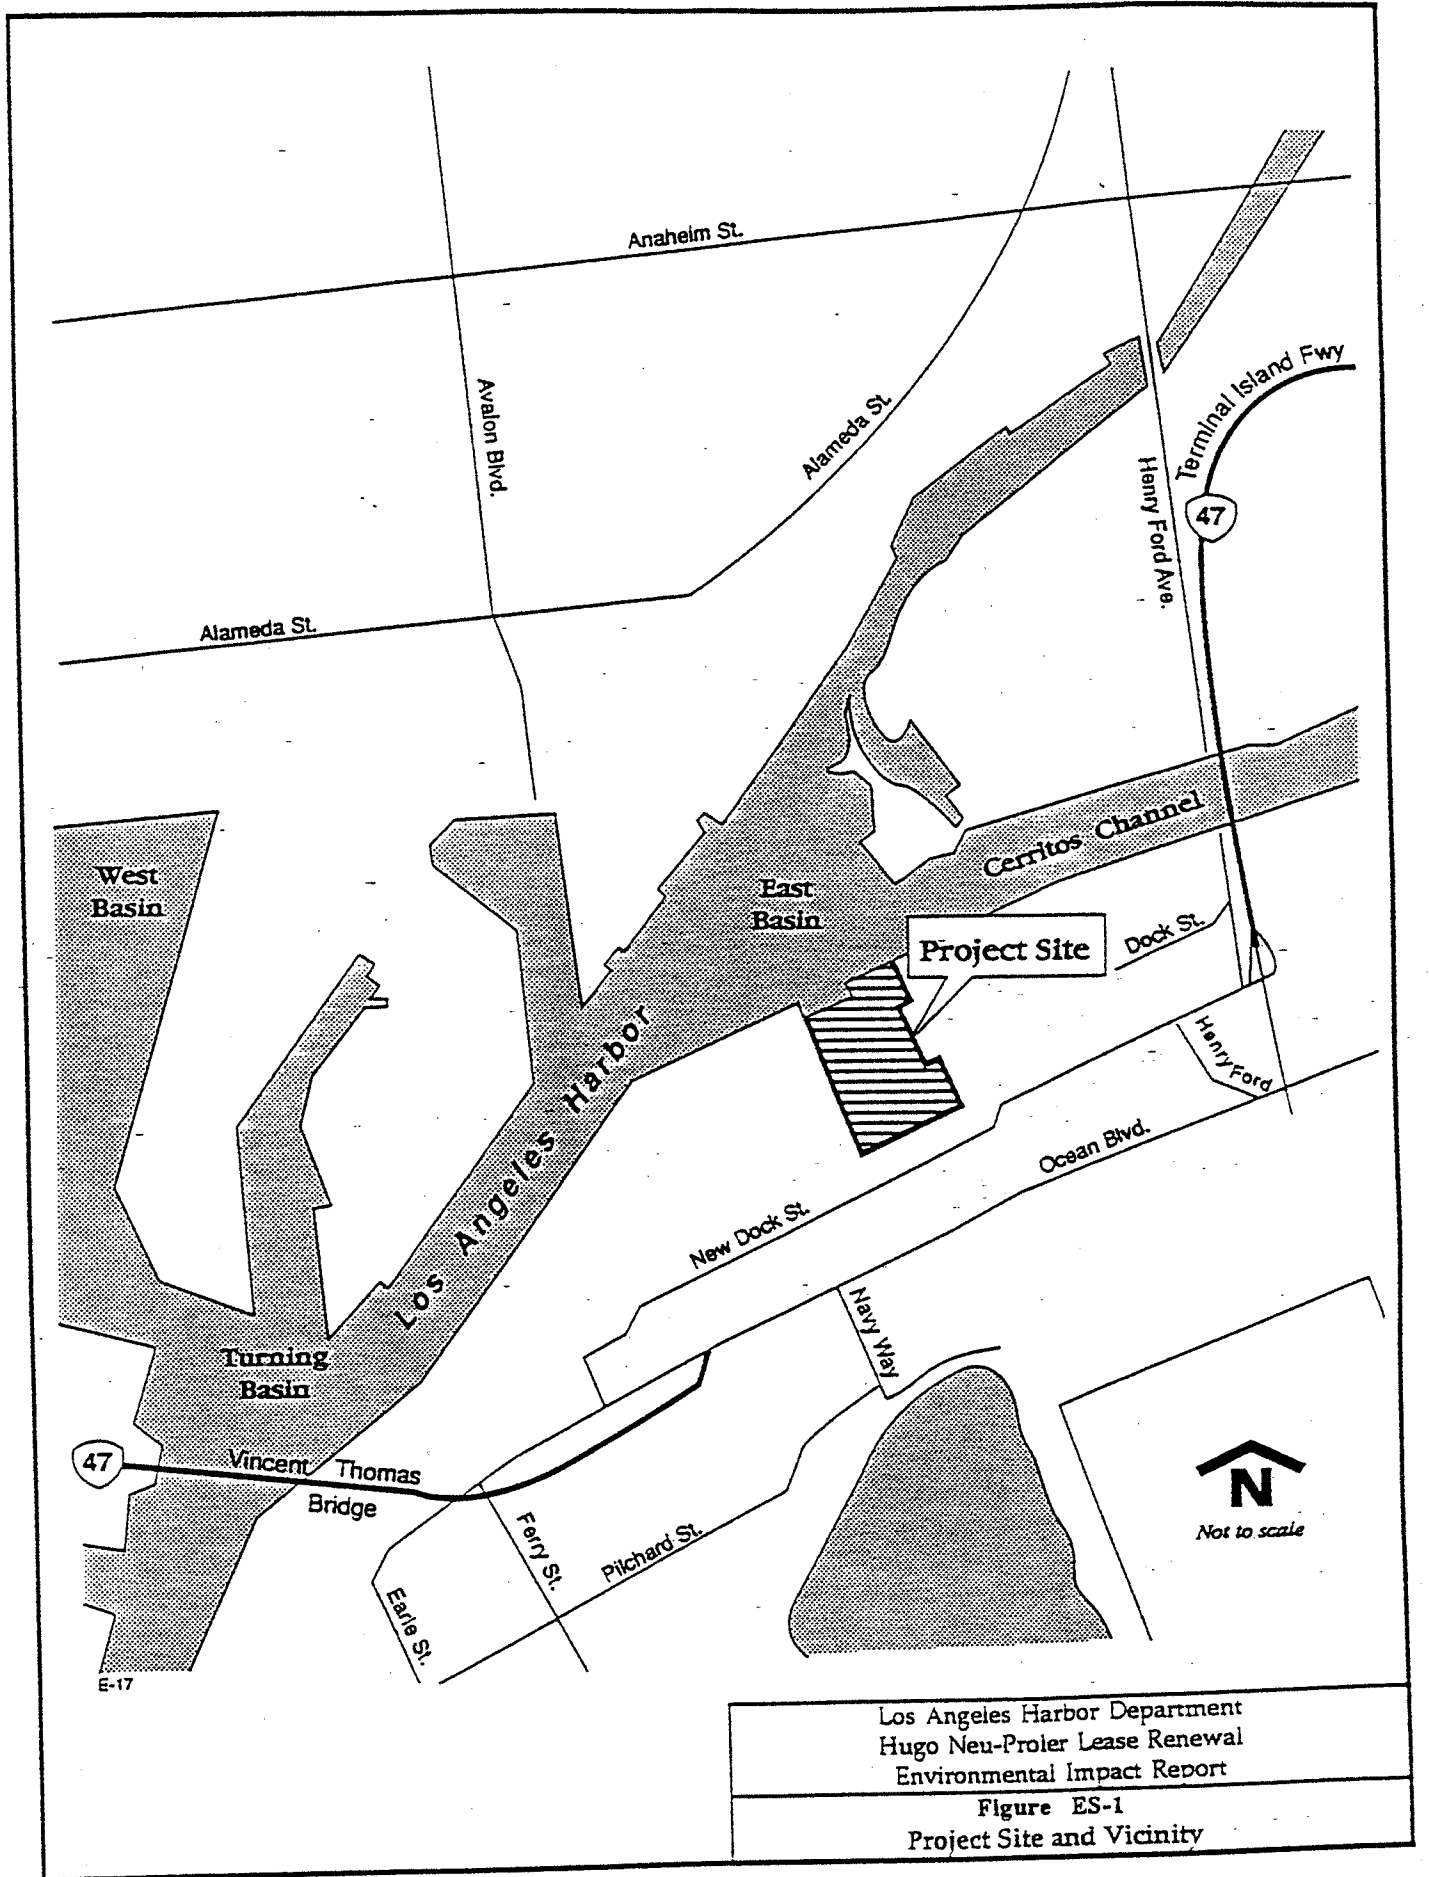 Anaheim St.
Avalon Blvd.
Alameda St.
Terminal Island Fwy
47
Henry Ford Ave.
Alameda St.
West
Basin
East
Basin
Cerritos Channel
Project Site
Dock St.
Los Angeles Harbor
Henry Ford
Ocean Blvd.
New Dock St.
Navy Way
Turning
Basin
47
Vincent Thomas
Bridge
Ferry St.
Pilchard St.
Earle St.
N
Not to scale
E-17
Los Angeles Harbor Department
Hugo Neu-Proler Lease Renewal
Environmental Impact Report
Figure ES-1
Project Site and Vicinity